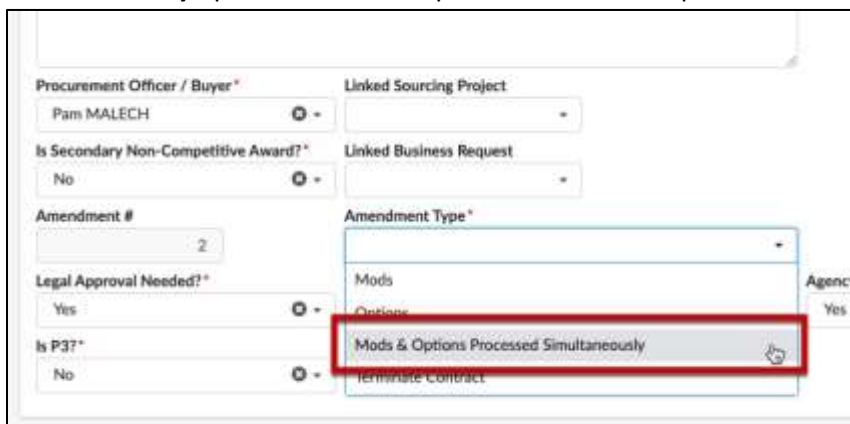 Procurement Officer / Buyer* Linked Sourcing Project
Pam MALECH
Is Secondary Non-Competitive Award?* Linked Business Request
No
Amendment # Amendment Type*
2
Legal Approval Needed?* Mods Agency
Yes Options Yes
Is P3?* Mods & Options Processed Simultaneously
No Terminate Contract